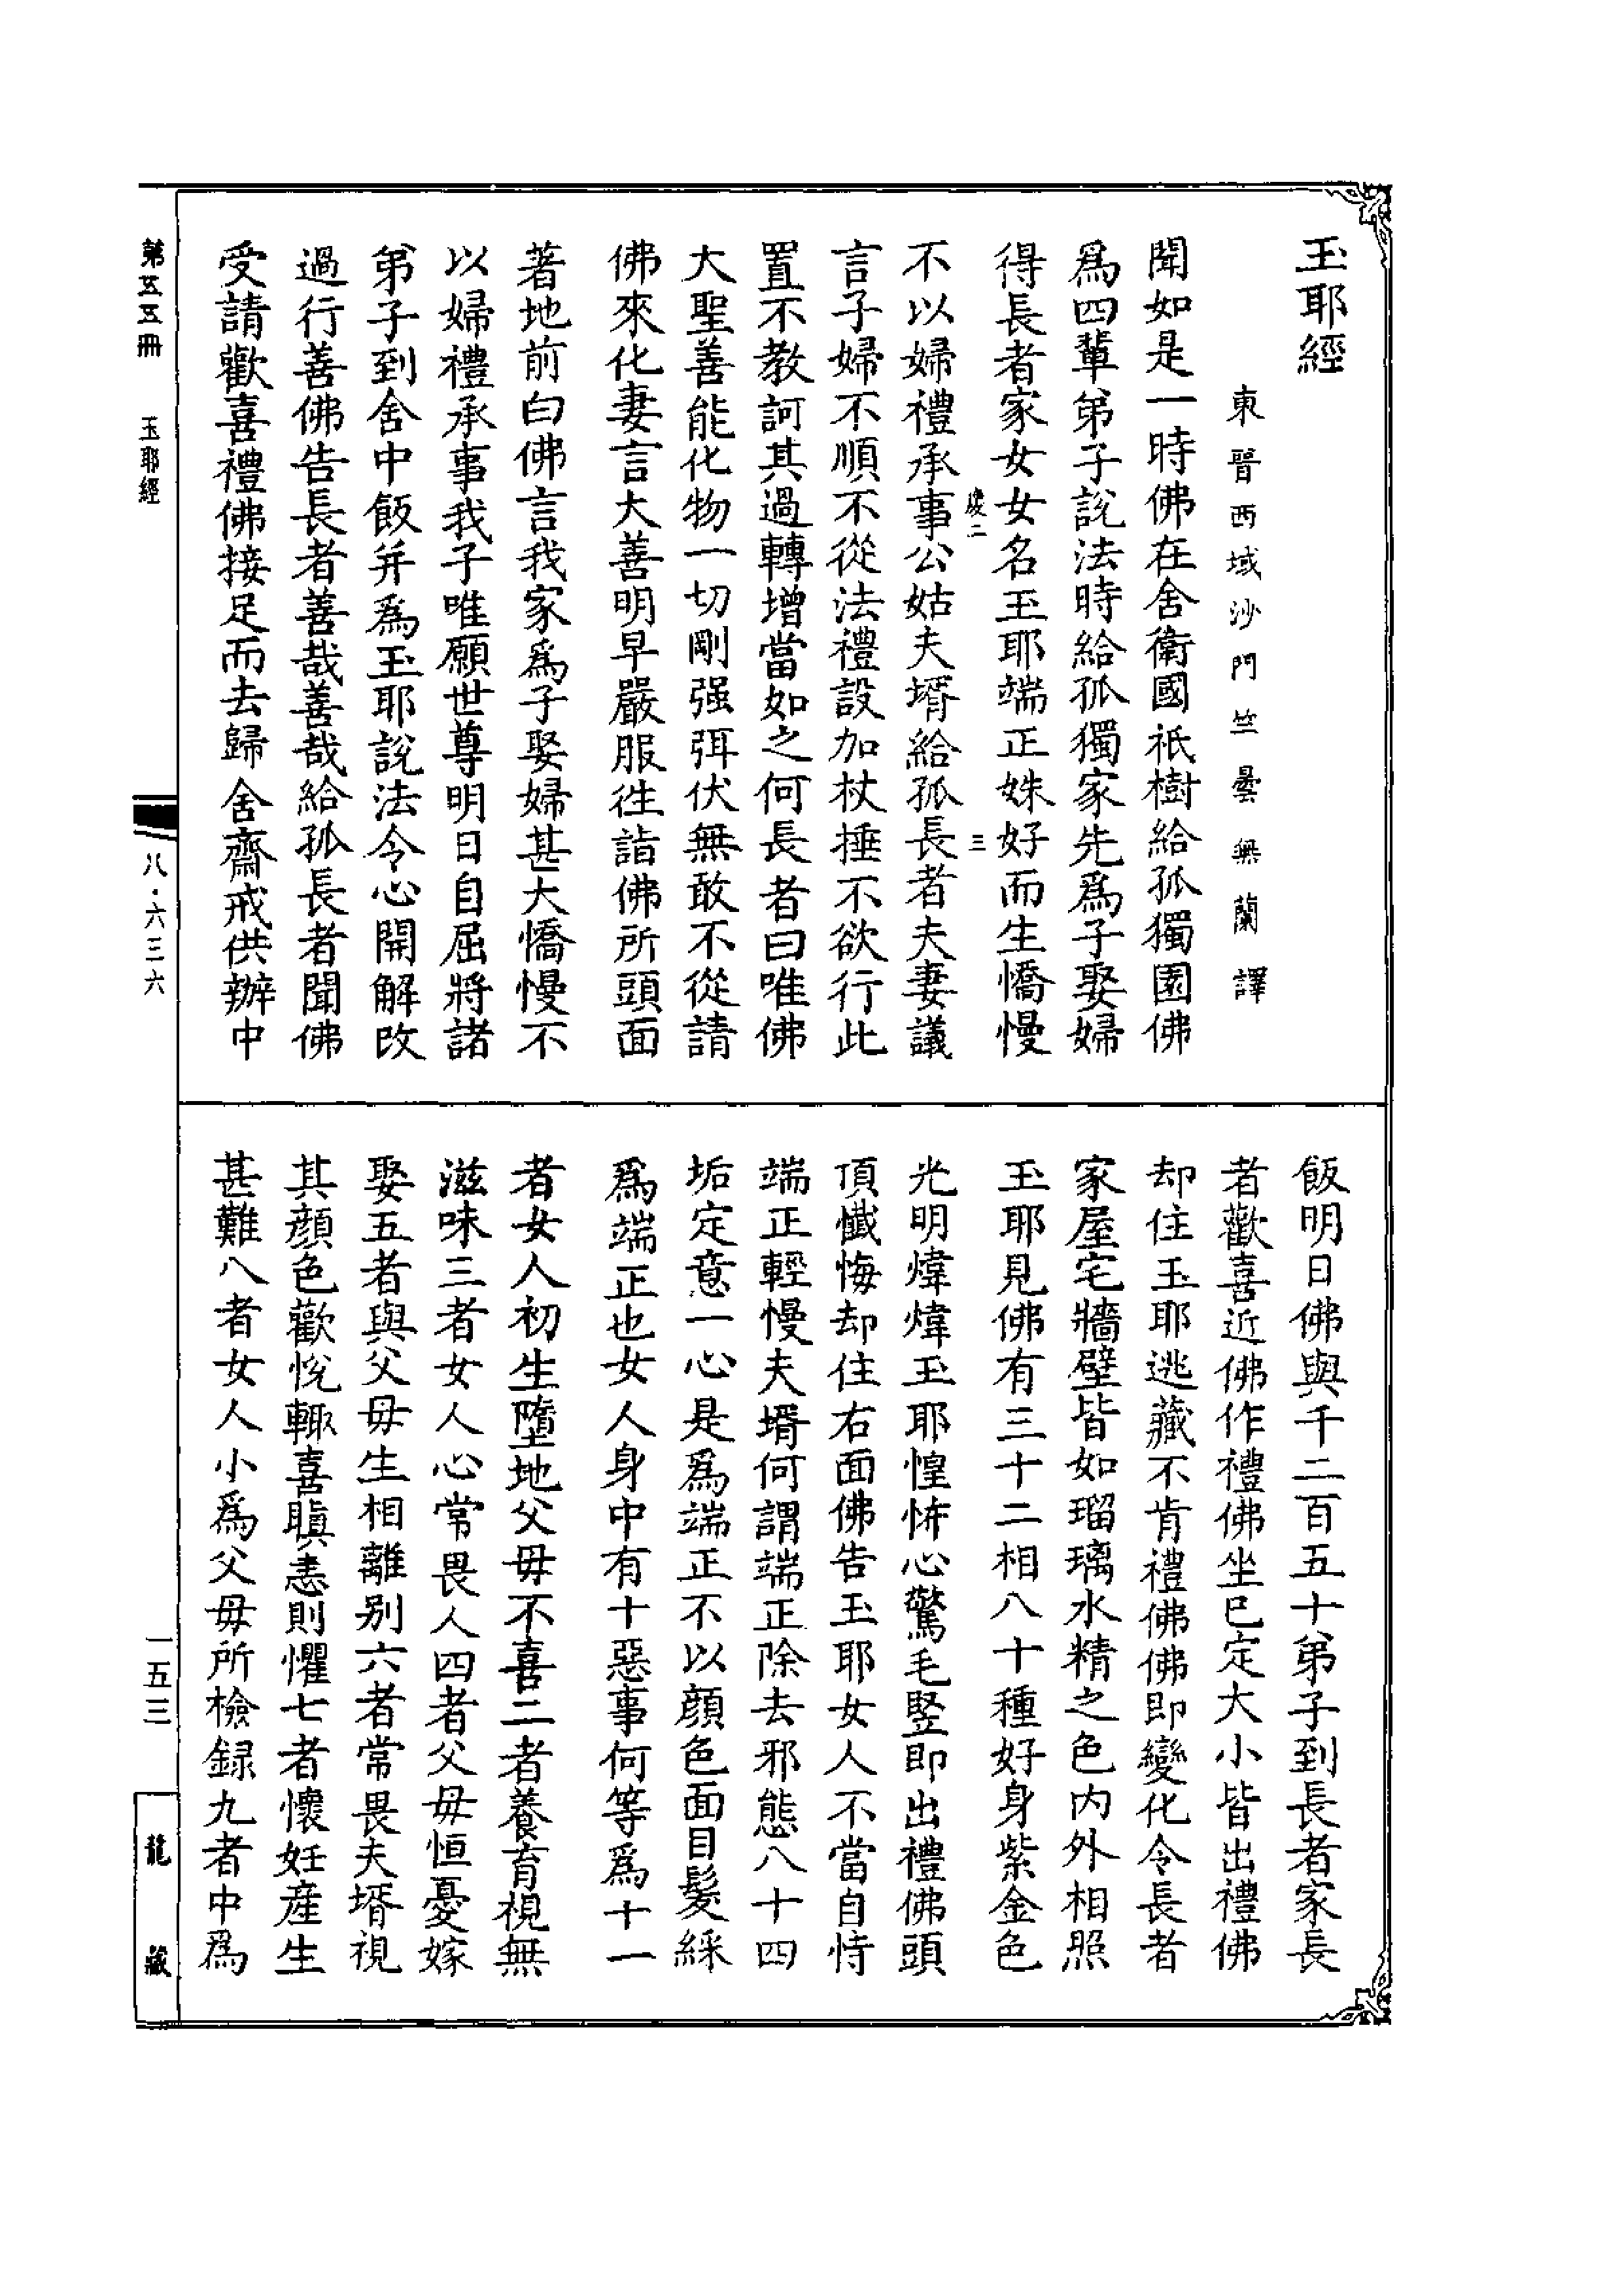 玉耶經
東晉西域沙門竺曇無蘭譯
聞如是一時佛在舍衛國祇樹給孤獨園佛
爲四輩弟子說法時給孤獨家先爲子娶婦
得長者家女女名玉耶端正姝好而生憍慢
慶二
三
不以婦禮承事公姑夫壻給孤長者夫妻議
言子婦不順不從法禮設加杖捶不欲行此
置不教訶其過轉增當如之何長者曰唯佛
大聖善能化物一切剛强弭伏無敢不從請
佛來化妻言大善明早嚴服徃詣佛所頭面
著地前白佛言我家爲子娶婦甚大憍慢不
以婦禮承事我子唯願世尊明日自屈將諸
弟子到舍中飯并爲玉耶說法令心開解改
過行善佛告長者善哉善哉給孤長者聞佛
受請歡喜禮佛接足而去歸舍齋戒供辦中
飯明日佛與千二百五十弟子到長者家長
者歡喜近佛作禮佛坐已定大小皆出禮佛
却住玉耶逃藏不肯禮佛佛即變化令長者
家屋宅牆壁皆如瑠璃水精之色内外相照
玉耶見佛有三十二相八十種好身紫金色
光明煒煒玉耶惶怖心驚毛竪即出禮佛頭
頂懺悔却住右面佛告玉耶女人不當自恃
端正輕慢夫壻何謂端正除去邪態八十四
垢定意一心是爲端正不以顔色面目髮綵
爲端正也女人身中有十惡事何等爲十一
者女人初生墮地父母不喜二者養育視無
滋味三者女人心常畏人四者父母恒憂嫁
娶五者與父母生相離别六者常畏夫壻視
其顔色歡悅輙喜瞋恚則懼七者懷妊産生
甚難八者女人小爲父母所檢録九者中爲
第五五冊
玉耶經
八·六三六
一五三
龍藏